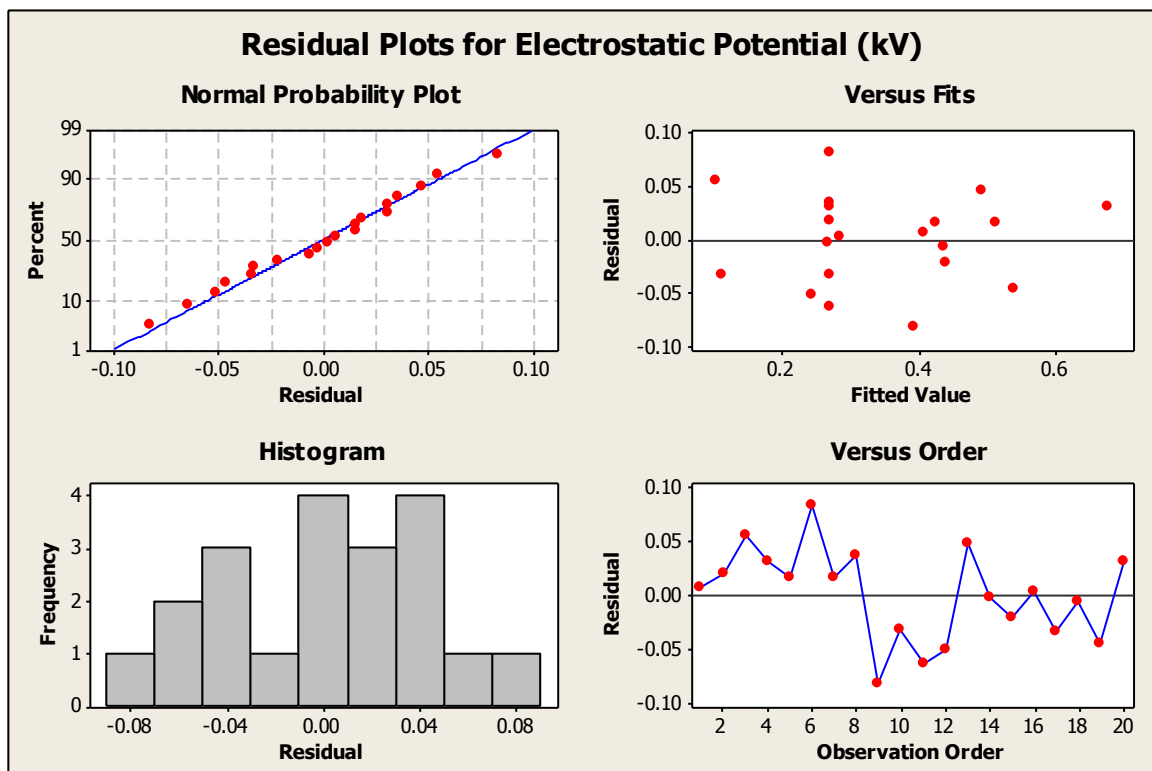 Residual Plots for Electrostatic Potential (kV)
Normal Probability Plot
99
90
50
10
1
Percent
-0.10 -0.05 0.00 0.05 0.10
Residual
Versus Fits
0.10
0.05
0.00
-0.05
-0.10
Residual
0.2 0.4 0.6
Fitted Value
Histogram
4
3
2
1
0
Frequency
-0.08 -0.04 0.00 0.04 0.08
Residual
Versus Order
0.10
0.05
0.00
-0.05
-0.10
Residual
2 4 6 8 10 12 14 16 18 20
Observation Order